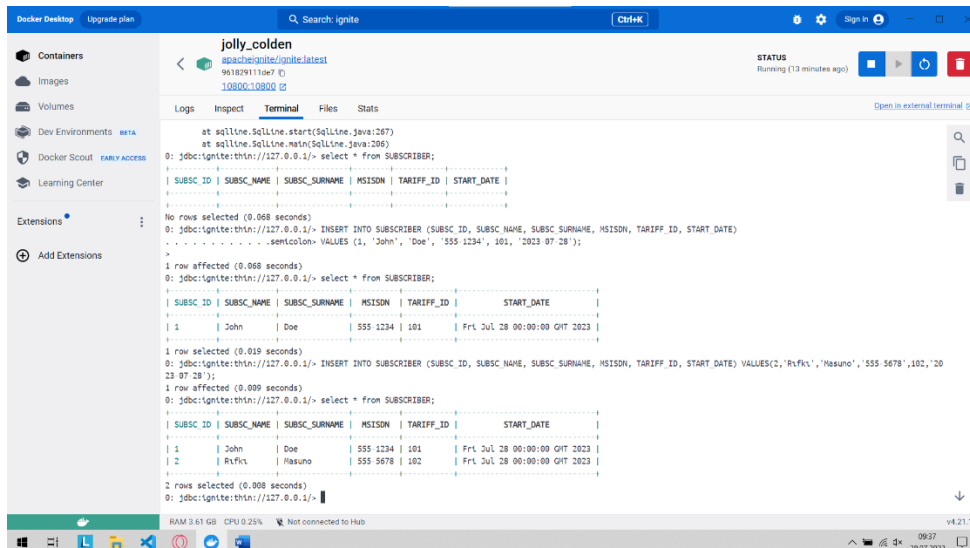 Docker Desktop Upgrade plan Search: ignite Ctrl+K Sign in
Containers
Images
Volumes
Dev Environments BETA
Docker Scout EARLY ACCESS
Learning Center
Extensions
Add Extensions
jolly_colden
apacheignite/ignite:latest
961829111de7
10800:10800
STATUS
Running (13 minutes ago)
Logs Inspect Terminal Files Stats
Open in external terminal
at sqlline.SqlLine.start(SqlLine.java:267)
at sqlline.SqlLine.main(SqlLine.java:206)
0: jdbc:ignite:thin://127.0.0.1/> select * from SUBSCRIBER;
| SUBSC_ID | SUBSC_NAME | SUBSC_SURNAME | MSISDN | TARIFF_ID | START_DATE |
No rows selected (0.068 seconds)
0: jdbc:ignite:thin://127.0.0.1/> INSERT INTO SUBSCRIBER (SUBSC_ID, SUBSC_NAME, SUBSC_SURNAME, MSISDN, TARIFF_ID, START_DATE)
. . . . . . . . . . . .semicolon> VALUES (1, 'John', 'Doe', '555-1234', 101, '2023-07-28');
>
1 row affected (0.068 seconds)
0: jdbc:ignite:thin://127.0.0.1/> select * from SUBSCRIBER;
| SUBSC_ID | SUBSC_NAME | SUBSC_SURNAME | MSISDN | TARIFF_ID | START_DATE |
| 1 | John | Doe | 555-1234 | 101 | Fri Jul 28 00:00:00 GMT 2023 |
1 row selected (0.019 seconds)
0: jdbc:ignite:thin://127.0.0.1/> INSERT INTO SUBSCRIBER (SUBSC_ID, SUBSC_NAME, SUBSC_SURNAME, MSISDN, TARIFF_ID, START_DATE) VALUES(2,'Rıfkı','Masuno','555-5678',102,'20
23-07-28');
1 row affected (0.009 seconds)
0: jdbc:ignite:thin://127.0.0.1/> select * from SUBSCRIBER;
| SUBSC_ID | SUBSC_NAME | SUBSC_SURNAME | MSISDN | TARIFF_ID | START_DATE |
| 1 | John | Doe | 555-1234 | 101 | Fri Jul 28 00:00:00 GMT 2023 |
| 2 | Rıfkı | Masuno | 555-5678 | 102 | Fri Jul 28 00:00:00 GMT 2023 |
2 rows selected (0.008 seconds)
0: jdbc:ignite:thin://127.0.0.1/>
RAM 3.61 GB CPU 0.25% Not connected to Hub v4.21.
09:37